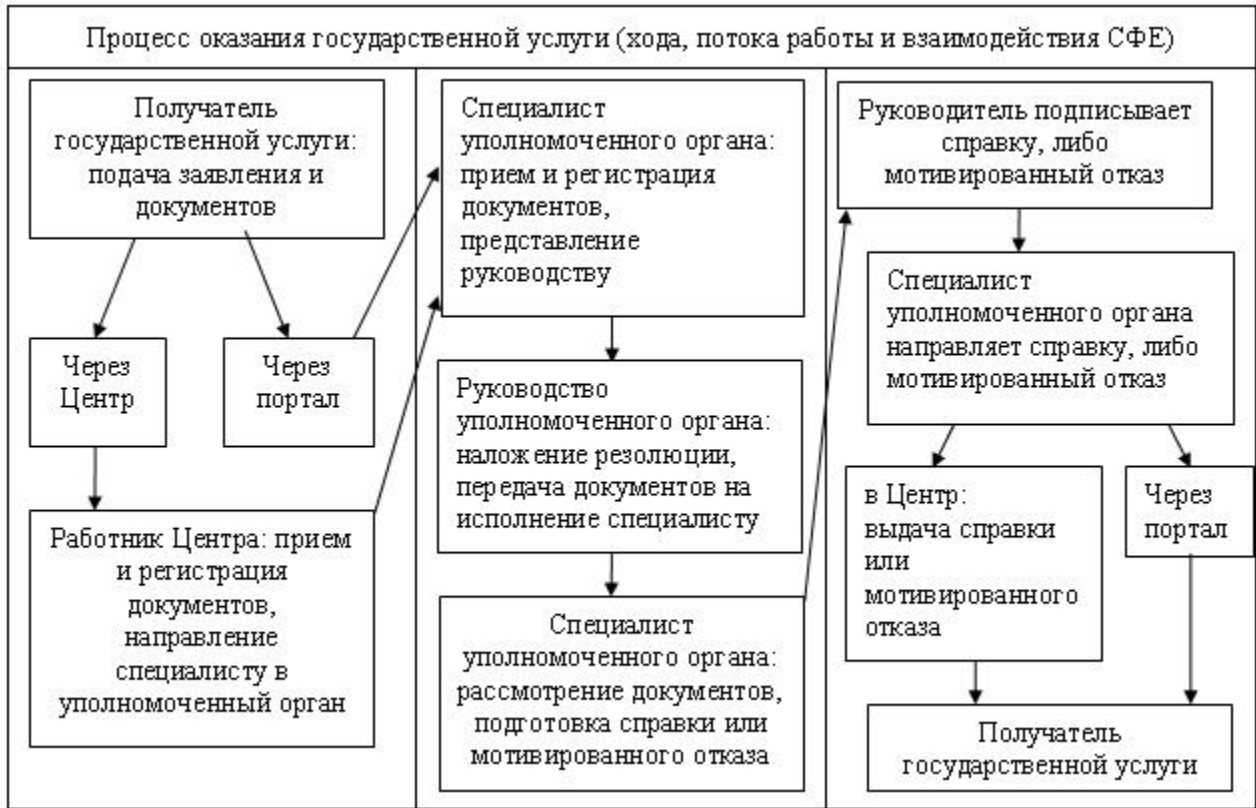 Процесс оказания государственной услуги (хода, потока работы и взаимодействия СФЕ)
Получатель
государственной услуги:
подача заявления и
документов
Через
Центр
Через
портал
Работник Центра: прием
и регистрация
документов,
направление
специалисту в
уполномоченный орган
Специалист
уполномоченного органа:
прием и регистрация
документов,
представление
руководству
Руководство
уполномоченного органа:
наложение резолюции,
передача документов на
исполнение специалисту
Специалист
уполномоченного органа:
рассмотрение документов,
подготовка справки или
мотивированного отказа
Руководитель подписывает
справку, либо
мотивированный отказ
Специалист
уполномоченного органа
направляет справку, либо
мотивированный отказ
в Центр:
выдача справки
или
мотивированного
отказа
Через
портал
Получатель
государственной услуги